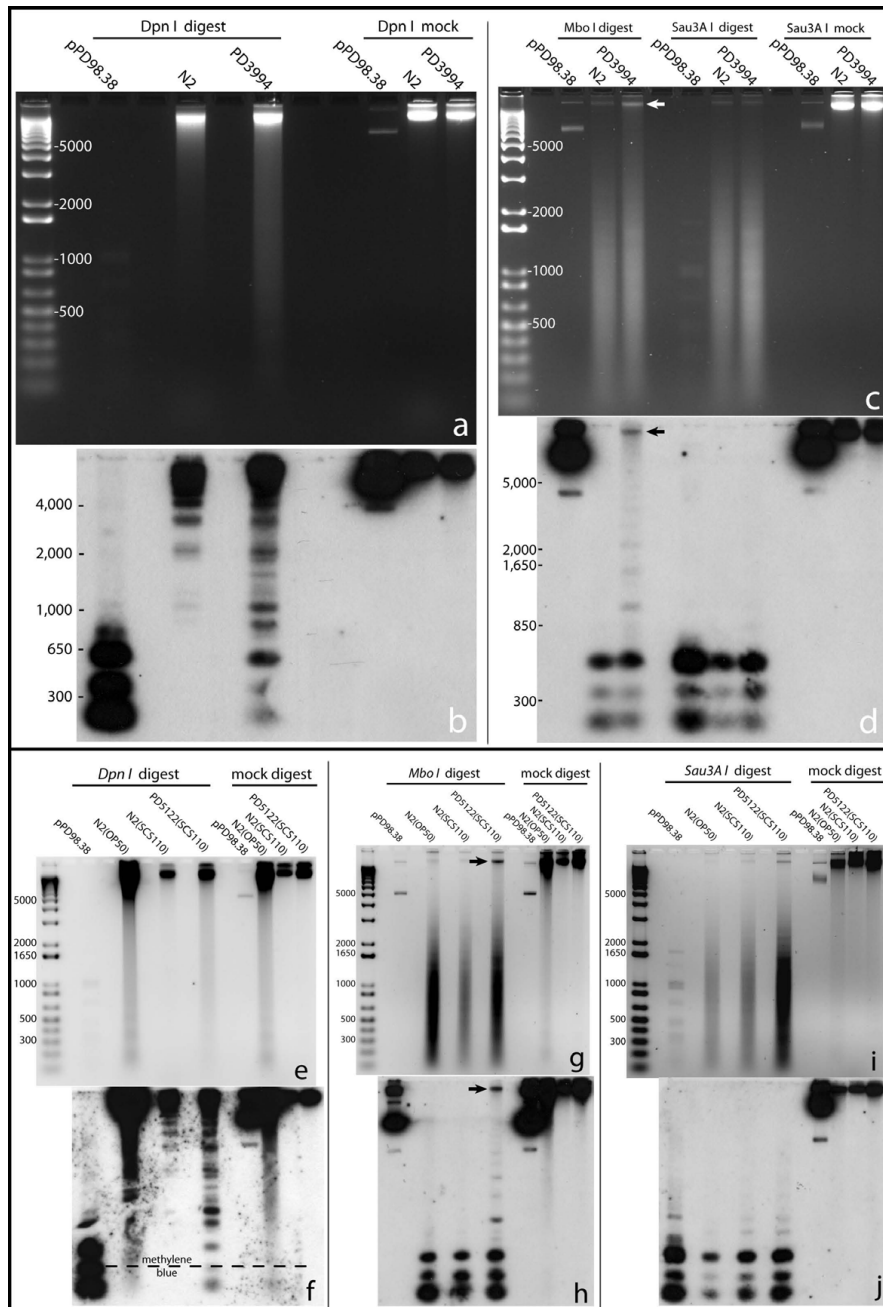 Dpn I digest
Dpn I mock
pPD98.38
N2
PD3994
pPD98.38
N2
PD3994
-5000
-2000
-1000
-500
a
4,000 -
2,000 -
1,000 -
650 -
300 -
b
Mbo I digest
Sau3A I digest
Sau3A I mock
pPD98.38
N2
PD3994
pPD98.38
N2
PD3994
pPD98.38
N2
PD3994
-5000
-2000
-1000
-500
c
5,000-
2,000-
1,650-
850-
300-
d
Dpn I digest
mock digest
pPD98.38
N2(OP50)
N2(SCS110)
PD5122(SCS110)
pPD98.38
N2(OP50)
N2(SCS110)
PD5122(SCS110)
5000
2000
1650
1000
500
300
e
methylene
blue
f
Mbo I digest
mock digest
pPD98.38
N2(OP50)
N2(SCS110)
PD5122(SCS110)
pPD98.38
N2(OP50)
N2(SCS110)
PD5122(SCS110)
5000
2000
1650
1000
500
300
g
h
Sau3A I digest
mock digest
pPD98.38
N2(OP50)
N2(SCS110)
PD5122(SCS110)
pPD98.38
N2(OP50)
N2(SCS110)
PD5122(SCS110)
5000
2000
1650
1000
500
300
i
j